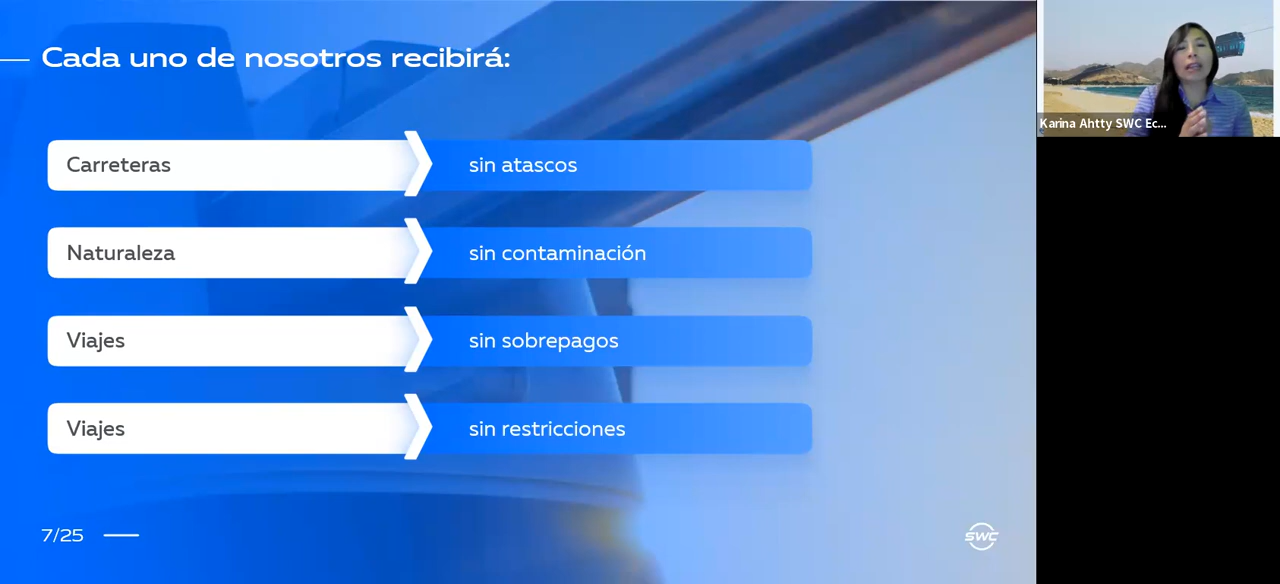 Cada uno de nosotros recibirá:
Carreteras
sin atascos
Naturaleza
sin contaminación
Viajes
sin sobrepagos
Viajes
sin restricciones
7/25
SWC
Karina Ahtty SWC Ec...